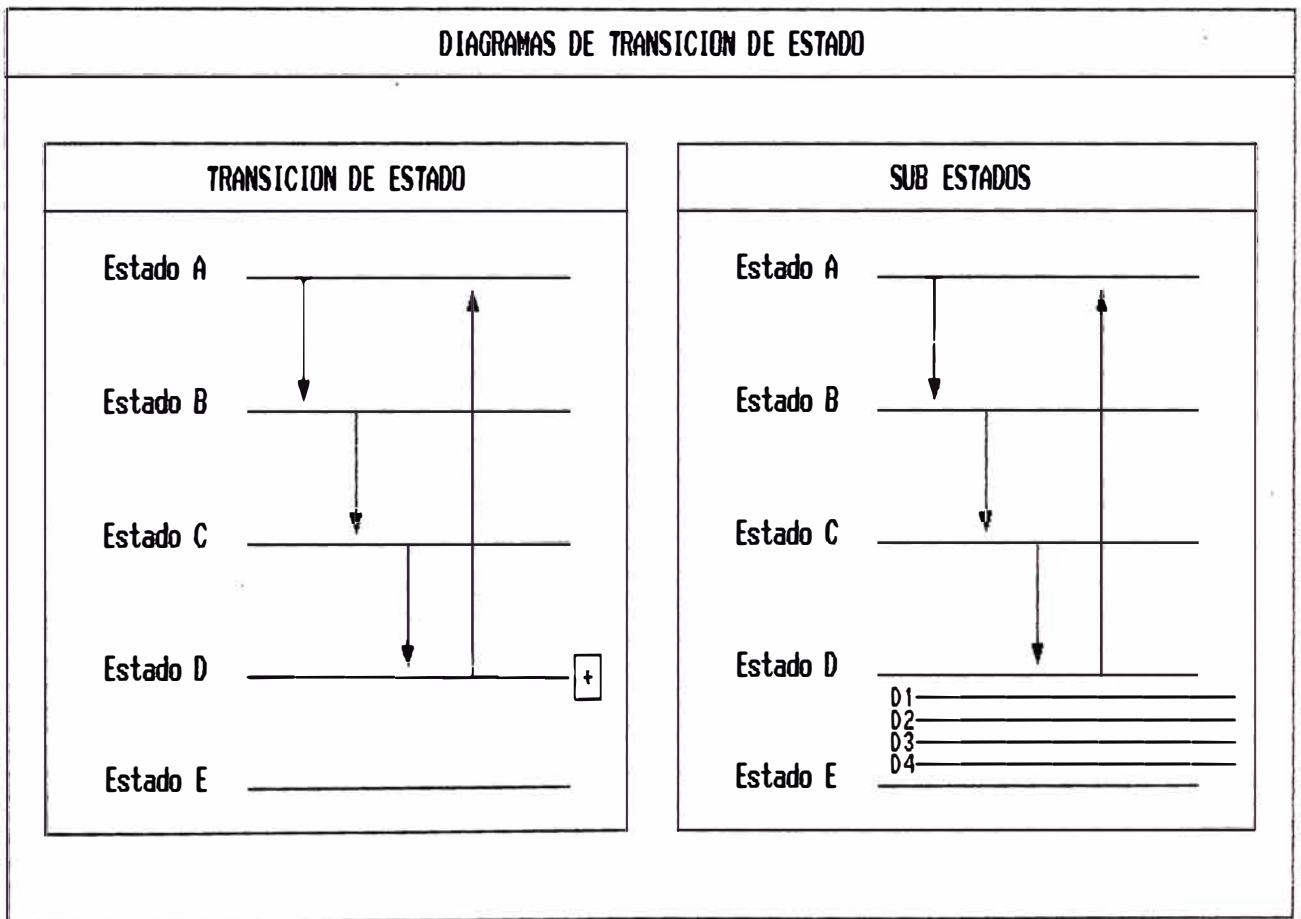 DIAGRAMAS DE TRANSICION DE ESTADO
TRANSICION DE ESTADO
Estado A
Estado B
Estado C
Estado D
+
Estado E
SUB ESTADOS
Estado A
Estado B
Estado C
Estado D
D1
D2
D3
D4
Estado E